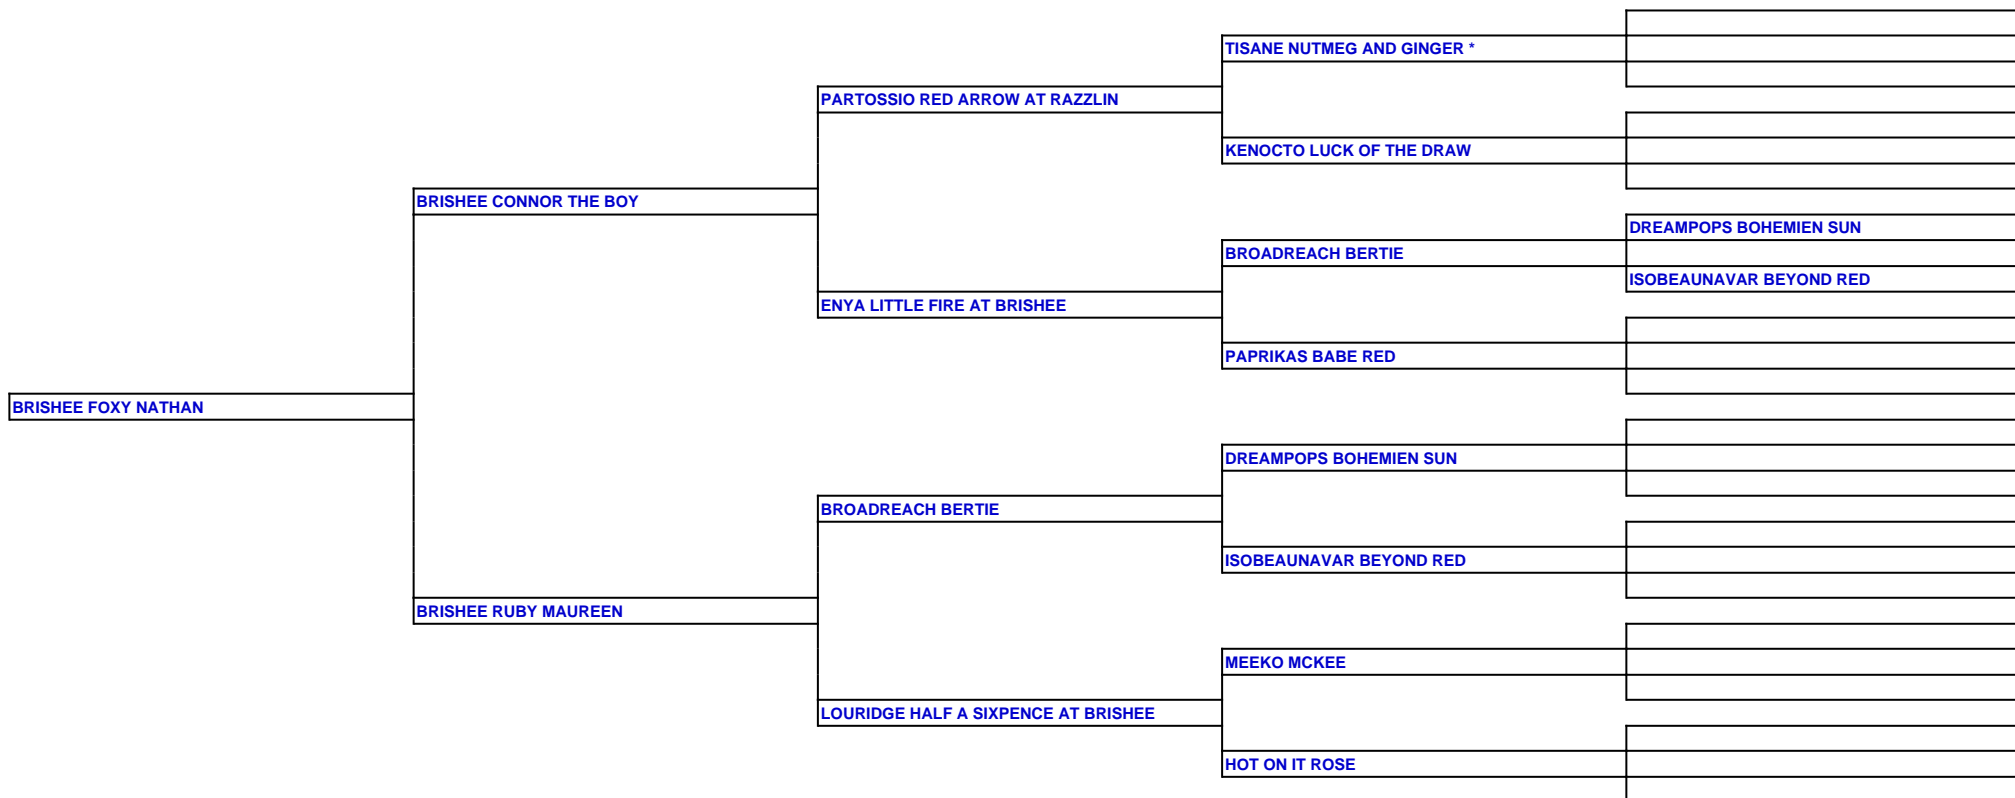 TISANE NUTMEG AND GINGER *
PARTOSSIO RED ARROW AT RAZZLIN
KENOCTO LUCK OF THE DRAW
BRISHEE CONNOR THE BOY
DREAMPOPS BOHEMIEN SUN
BROADREACH BERTIE
ISOBEAUNAVAR BEYOND RED
ENYA LITTLE FIRE AT BRISHEE
PAPRIKAS BABE RED
BRISHEE FOXY NATHAN
DREAMPOPS BOHEMIEN SUN
BROADREACH BERTIE
ISOBEAUNAVAR BEYOND RED
BRISHEE RUBY MAUREEN
MEEKO MCKEE
LOURIDGE HALF A SIXPENCE AT BRISHEE
HOT ON IT ROSE